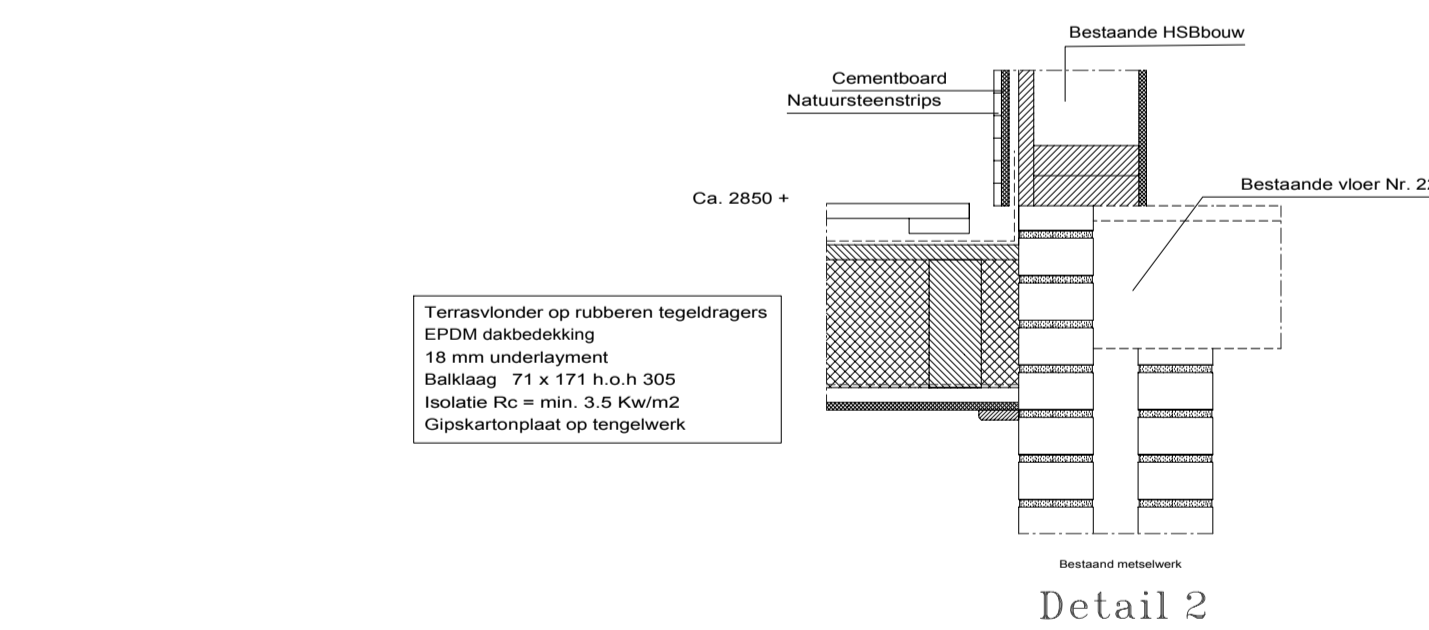 Bestaande HSBbouw
Cementboard
Natuursteenstrips
Bestaande vloer Nr.
Ca. 2850 +
Terrasvlonder op rubberen tegeldragers
EPDM dakbedekking
18 mm underlayment
Balklaag 71 x 171 h.o.h 305
Isolatie Rc = min. 3.5 Kw/m2
Gipskartonplaat op tengelwerk
Bestaand metselwerk
Detail 2